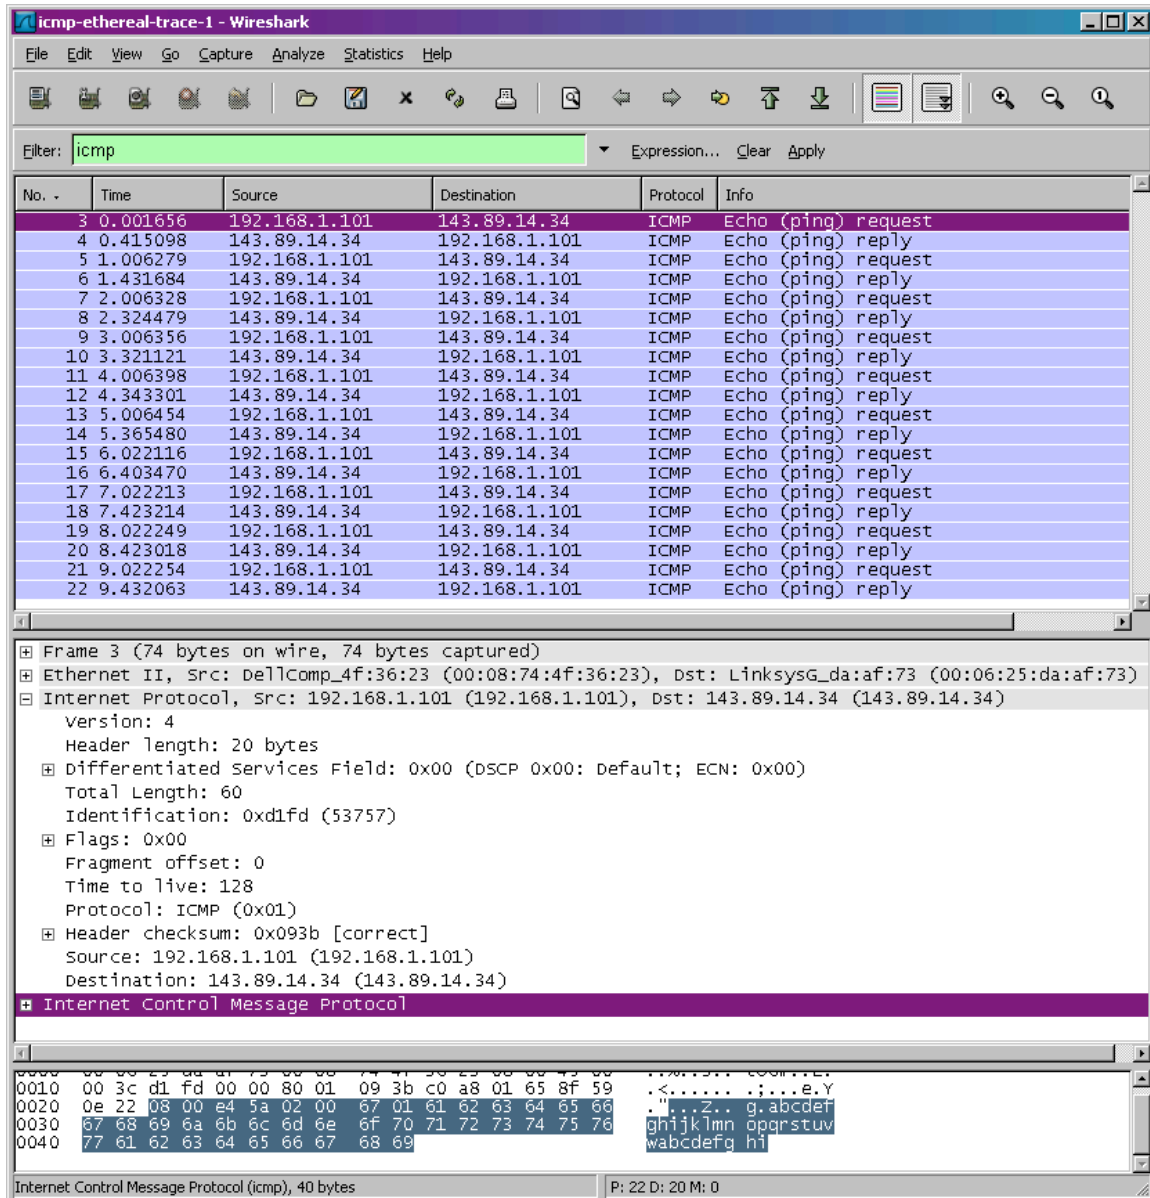 icmp-ethereal-trace-1 - Wireshark
File Edit View Go Capture Analyze Statistics Help
Filter: icmp Expression... Clear Apply
No. Time Source Destination Protocol Info
3 0.001656 192.168.1.101 143.89.14.34 ICMP Echo (ping) request
4 0.415098 143.89.14.34 192.168.1.101 ICMP Echo (ping) reply
5 1.006279 192.168.1.101 143.89.14.34 ICMP Echo (ping) request
6 1.431684 143.89.14.34 192.168.1.101 ICMP Echo (ping) reply
7 2.006328 192.168.1.101 143.89.14.34 ICMP Echo (ping) request
8 2.324479 143.89.14.34 192.168.1.101 ICMP Echo (ping) reply
9 3.006356 192.168.1.101 143.89.14.34 ICMP Echo (ping) request
10 3.321121 143.89.14.34 192.168.1.101 ICMP Echo (ping) reply
11 4.006398 192.168.1.101 143.89.14.34 ICMP Echo (ping) request
12 4.343301 143.89.14.34 192.168.1.101 ICMP Echo (ping) reply
13 5.006454 192.168.1.101 143.89.14.34 ICMP Echo (ping) request
14 5.365480 143.89.14.34 192.168.1.101 ICMP Echo (ping) reply
15 6.022116 192.168.1.101 143.89.14.34 ICMP Echo (ping) request
16 6.403470 143.89.14.34 192.168.1.101 ICMP Echo (ping) reply
17 7.022213 192.168.1.101 143.89.14.34 ICMP Echo (ping) request
18 7.423214 143.89.14.34 192.168.1.101 ICMP Echo (ping) reply
19 8.022249 192.168.1.101 143.89.14.34 ICMP Echo (ping) request
20 8.423018 143.89.14.34 192.168.1.101 ICMP Echo (ping) reply
21 9.022254 192.168.1.101 143.89.14.34 ICMP Echo (ping) request
22 9.432063 143.89.14.34 192.168.1.101 ICMP Echo (ping) reply
Frame 3 (74 bytes on wire, 74 bytes captured)
Ethernet II, Src: DellComp_4f:36:23 (00:08:74:4f:36:23), Dst: LinksysG_da:af:73 (00:06:25:da:af:73)
Internet Protocol, Src: 192.168.1.101 (192.168.1.101), Dst: 143.89.14.34 (143.89.14.34)
Version: 4
Header length: 20 bytes
Differentiated Services Field: 0x00 (DSCP 0x00: Default; ECN: 0x00)
Total Length: 60
Identification: 0xd1fd (53757)
Flags: 0x00
Fragment offset: 0
Time to live: 128
Protocol: ICMP (0x01)
Header checksum: 0x093b [correct]
Source: 192.168.1.101 (192.168.1.101)
Destination: 143.89.14.34 (143.89.14.34)
Internet Control Message Protocol
0010 00 3c d1 fd 00 00 80 01 09 3b c0 a8 01 65 8f 59 .<...... .;...e.Y
0020 0e 22 08 00 e4 5a 02 00 67 01 61 62 63 64 65 66 ."...Z.. g.abcdef
0030 67 68 69 6a 6b 6c 6d 6e 6f 70 71 72 73 74 75 76 ghijklmn opqrstuv
0040 77 61 62 63 64 65 66 67 68 69 wabcdefg hi
Internet Control Message Protocol (icmp), 40 bytes P: 22 D: 20 M: 0